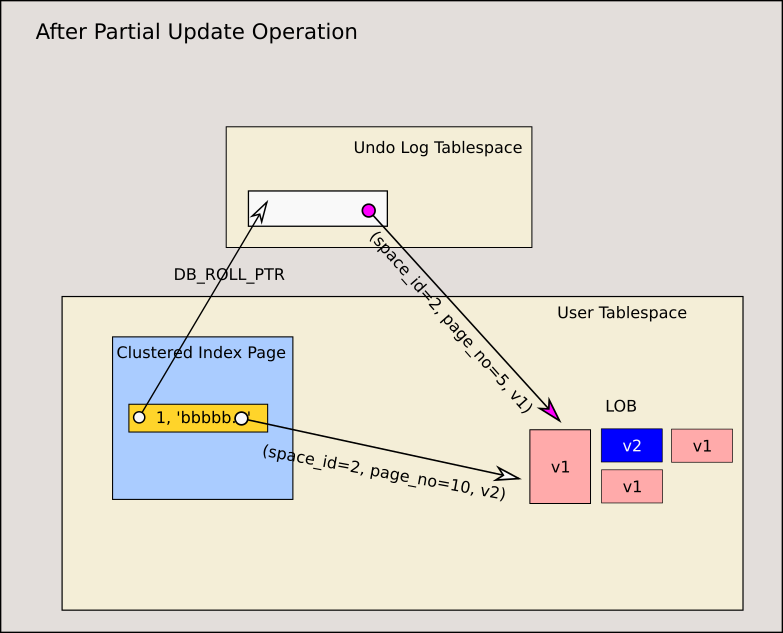 After Partial Update Operation
Undo Log Tablespace
DB_ROLL_PTR
(space_id=2, page_no=5, v1)
User Tablespace
Clustered Index Page
1, 'bbbbb..'
(space_id=2, page_no=10, v2)
LOB
v1
v2
v1
v1